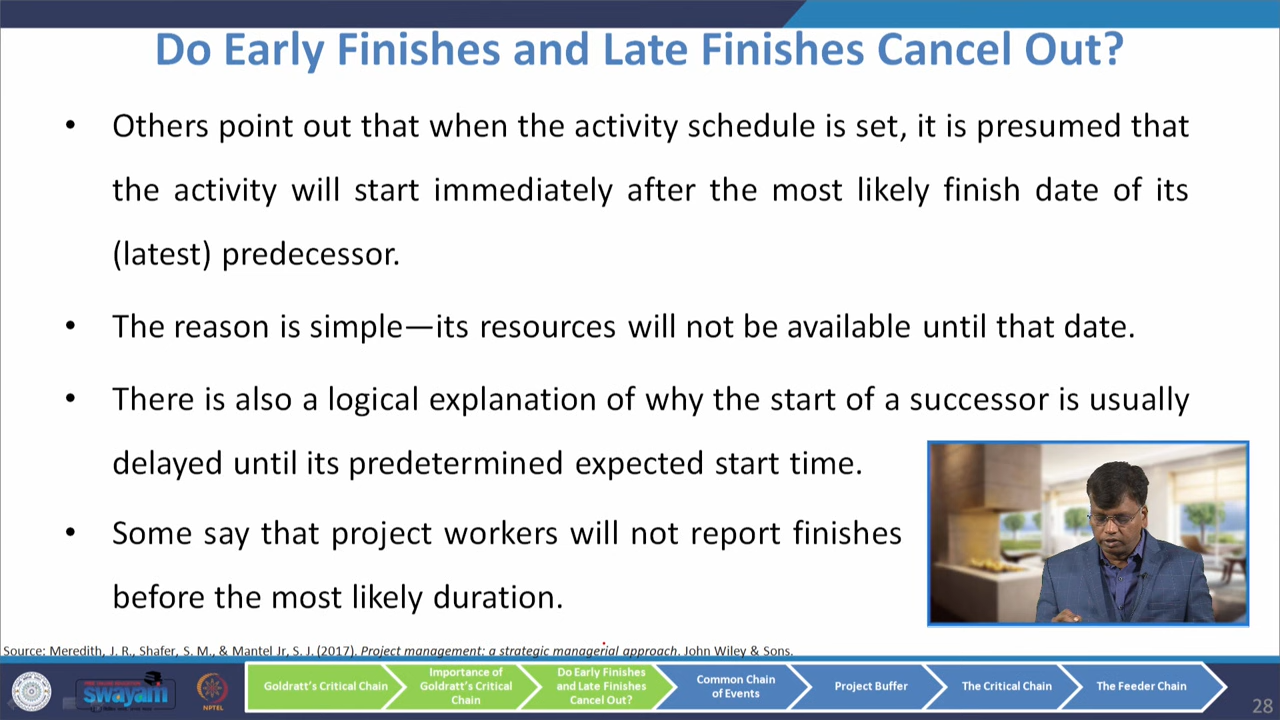 Do Early Finishes and Late Finishes Cancel Out?
• Others point out that when the activity schedule is set, it is presumed that
the activity will start immediately after the most likely finish date of its
(latest) predecessor.
• The reason is simple—its resources will not be available until that date.
• There is also a logical explanation of why the start of a successor is usually
delayed until its predetermined expected start time.
• Some say that project workers will not report finishes
before the most likely duration.
Source: Meredith, J. R., Shafer, S. M., & Mantel Jr, S. J. (2017). Project management: a strategic managerial approach. John Wiley & Sons.
swayam
NPTEL
Goldratt's Critical Chain
Importance of
Goldratt's Critical
Chain
Do Early Finishes
and Late Finishes
Cancel Out?
Common Chain
of Events
Project Buffer
The Critical Chain
The Feeder Chain
28